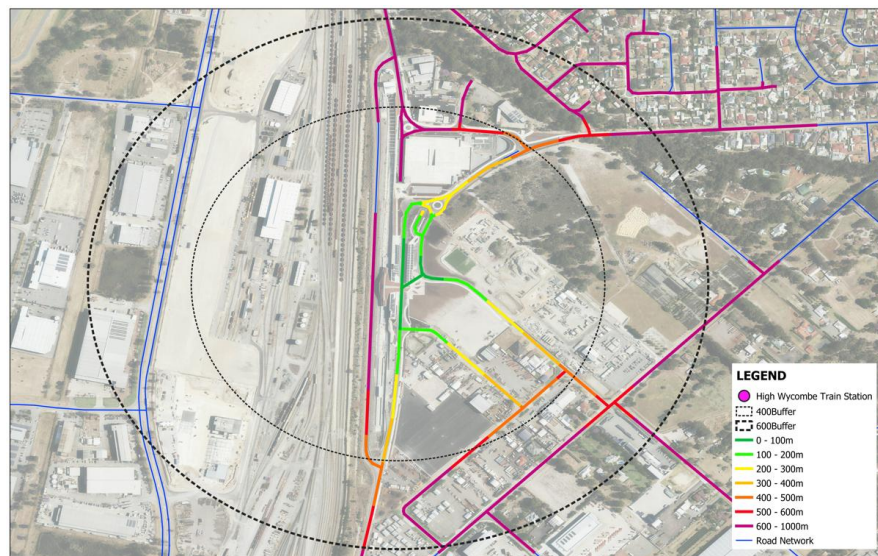 LEGEND
High Wycombe Train Station
400Buffer
600Buffer
0 - 100m
100 - 200m
200 - 300m
300 - 400m
400 - 500m
500 - 600m
600 - 1000m
Road Network